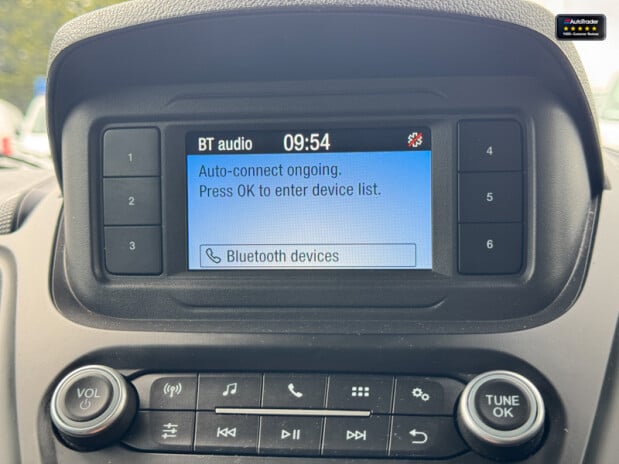 AutoTrader
BT audio 09:54
Auto-connect ongoing.
Press OK to enter device list.
Bluetooth devices
1
2
3
4
5
6
VOL
TUNE
OK